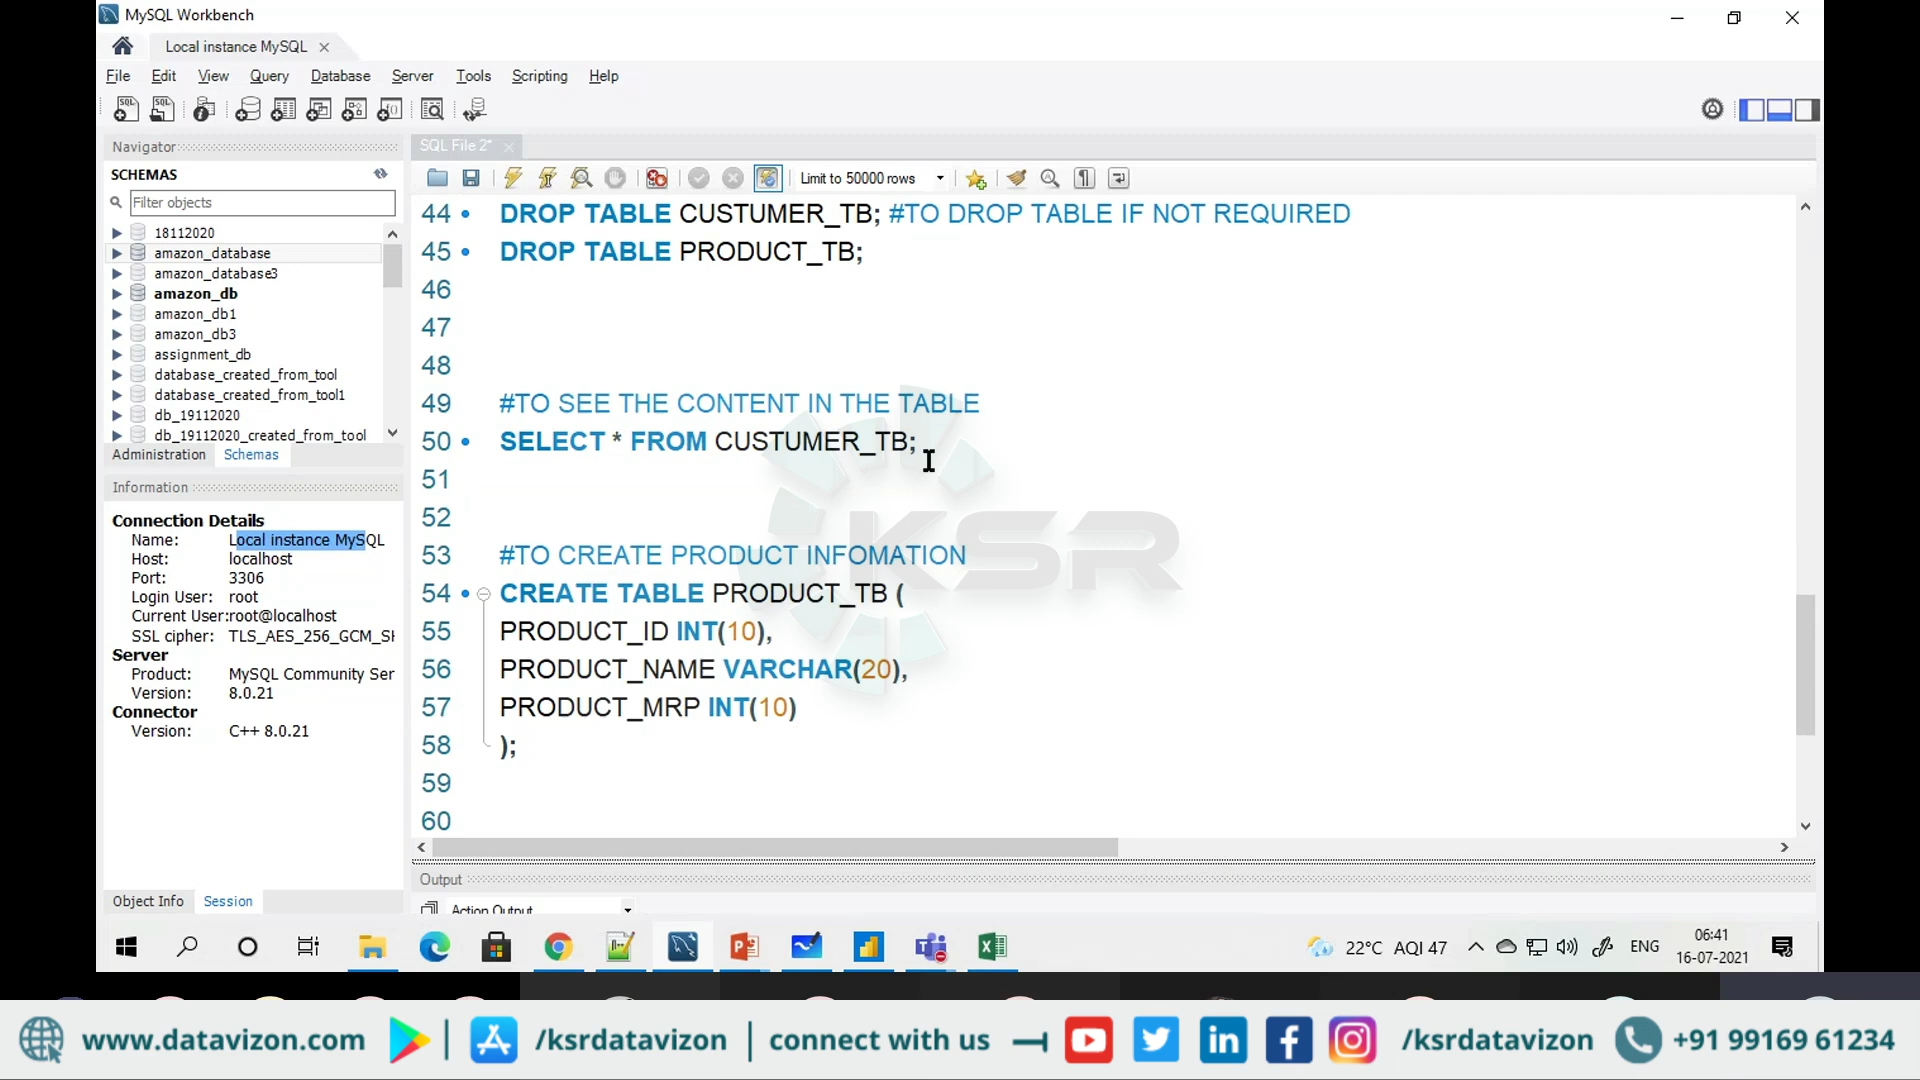 MySQL Workbench
Local instance MySQL
File Edit View Query Database Server Tools Scripting Help
Navigator
SCHEMAS
Filter objects
18112020
amazon_database
amazon_database3
amazon_db
amazon_db1
amazon_db3
assignment_db
database_created_from_tool
database_created_from_tool1
db_19112020
db_19112020_created_from_tool
Administration Schemas
Information
Connection Details
Name: Local instance MySQL
Host: localhost
Port: 3306
Login User: root
Current User: root@localhost
SSL cipher: TLS_AES_256_GCM_SH
Server
Product: MySQL Community Ser
Version: 8.0.21
Connector
Version: C++ 8.0.21
Object Info Session
SQL File 2*
Limit to 50000 rows
44 DROP TABLE CUSTUMER_TB; #TO DROP TABLE IF NOT REQUIRED
45 DROP TABLE PRODUCT_TB;
46
47
48
49 #TO SEE THE CONTENT IN THE TABLE
50 SELECT * FROM CUSTUMER_TB;
51
52
53 #TO CREATE PRODUCT INFOMATION
54 CREATE TABLE PRODUCT_TB (
55 PRODUCT_ID INT(10),
56 PRODUCT_NAME VARCHAR(20),
57 PRODUCT_MRP INT(10)
58 );
59
60
KSR
Output
Action Output
22°C AQI 47
ENG
06:41
16-07-2021
www.datavizon.com | /ksrdatavizon | connect with us /ksrdatavizon +91 99169 61234